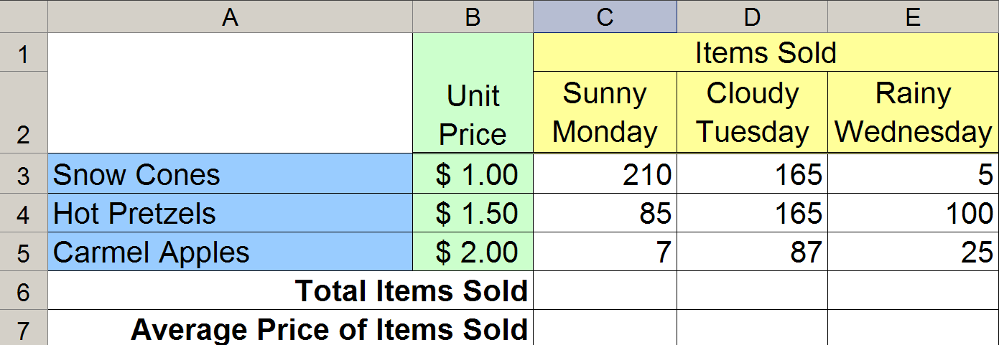 A B C D E
1 Items Sold
2 Unit Price Sunny Monday Cloudy Tuesday Rainy Wednesday
3 Snow Cones $ 1.00 210 165 5
4 Hot Pretzels $ 1.50 85 165 100
5 Carmel Apples $ 2.00 7 87 25
6 Total Items Sold
7 Average Price of Items Sold